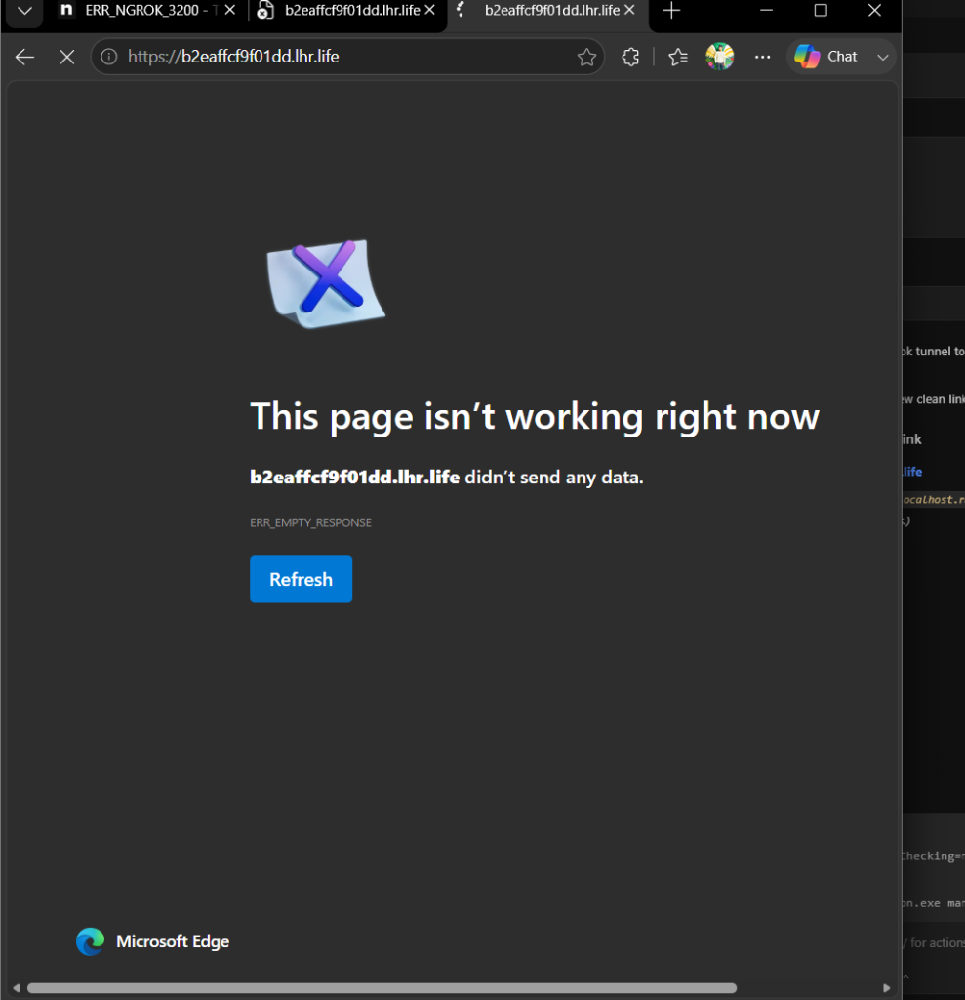 ERR_NGROK_3200 -
b2eaffcf9f01dd.lhr.life
b2eaffcf9f01dd.lhr.life
https://b2eaffcf9f01dd.lhr.life
Chat
This page isn’t working right now
b2eaffcf9f01dd.lhr.life didn’t send any data.
ERR_EMPTY_RESPONSE
Refresh
Microsoft Edge
ok tunnel to
ew clean link
ink
.life
ocalhost.r
Checking=
on.exe
/ for actions